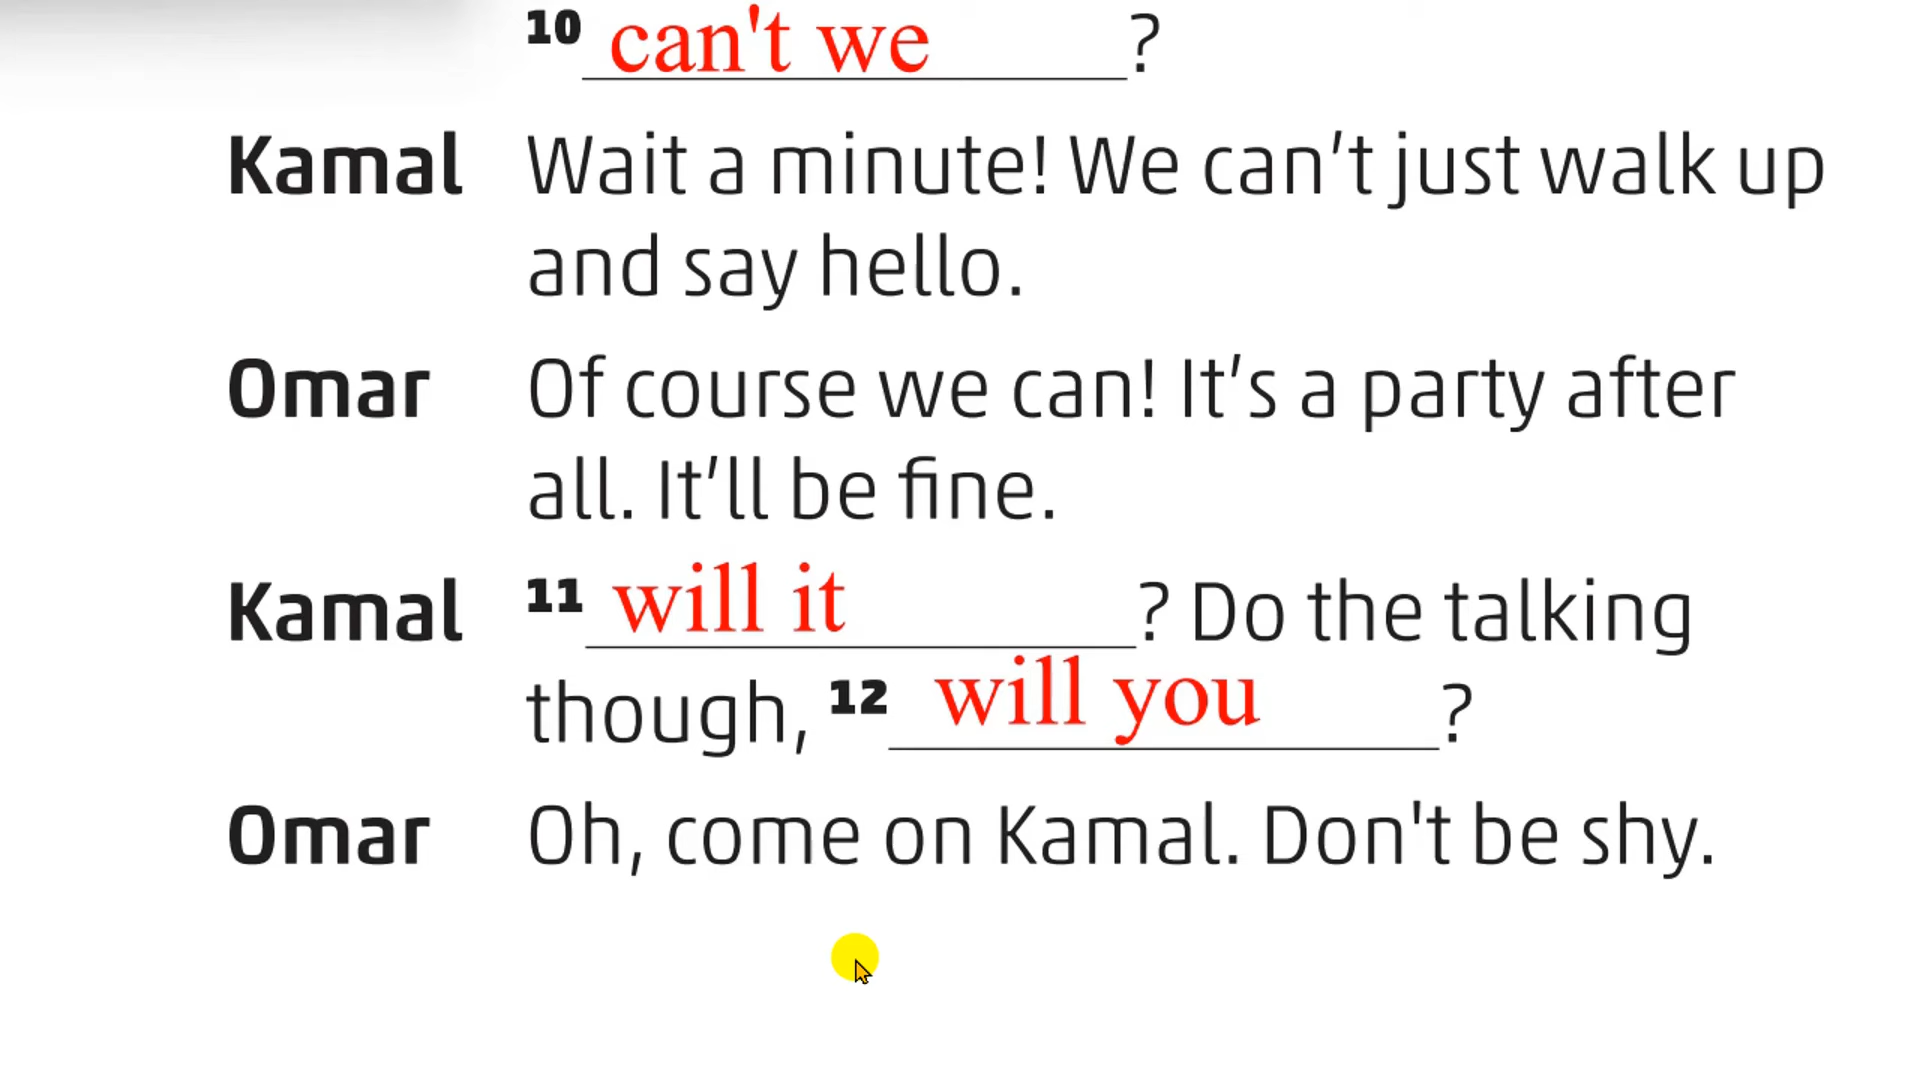 10 can't we ?
Kamal Wait a minute! We can’t just walk up
and say hello.
Omar Of course we can! It’s a party after
all. It’ll be fine.
Kamal 11 will it ? Do the talking
though, 12 will you ?
Omar Oh, come on Kamal. Don't be shy.